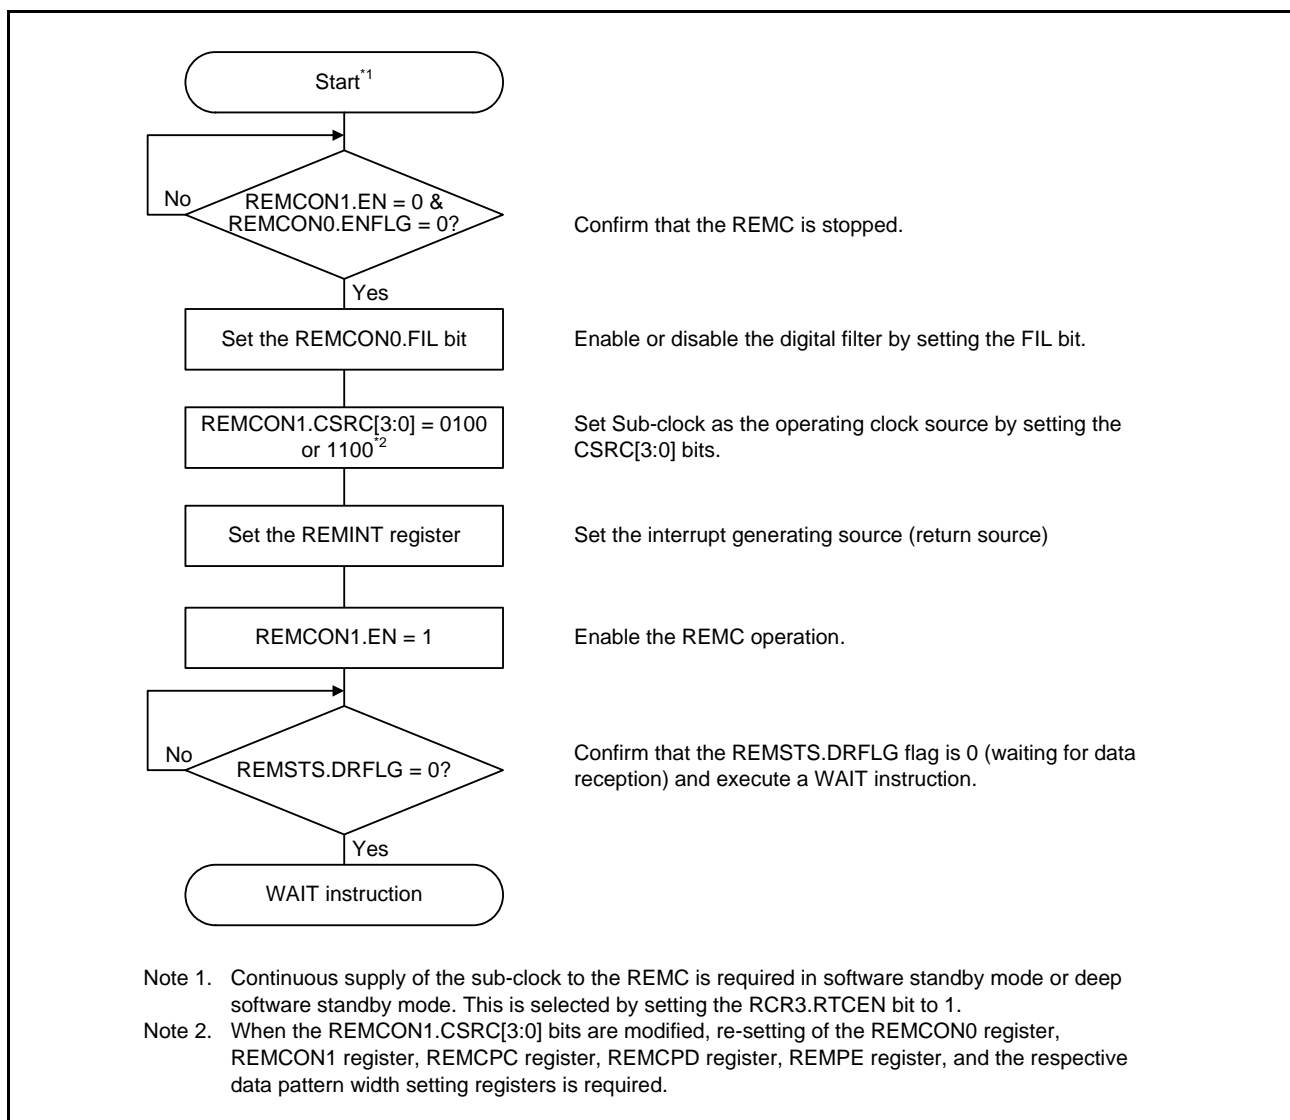 Start*1
No
REMCON1.EN = 0 &
REMCON0.ENFLG = 0?
Confirm that the REMC is stopped.
Yes
Set the REMCON0.FIL bit
Enable or disable the digital filter by setting the FIL bit.
REMCON1.CSRC[3:0] = 0100
or 1100*2
Set Sub-clock as the operating clock source by setting the
CSRC[3:0] bits.
Set the REMINT register
Set the interrupt generating source (return source)
REMCON1.EN = 1
Enable the REMC operation.
No
REMSTS.DRFLG = 0?
Confirm that the REMSTS.DRFLG flag is 0 (waiting for data
reception) and execute a WAIT instruction.
Yes
WAIT instruction
Note 1. Continuous supply of the sub-clock to the REMC is required in software standby mode or deep
software standby mode. This is selected by setting the RCR3.RTCEN bit to 1.
Note 2. When the REMCON1.CSRC[3:0] bits are modified, re-setting of the REMCON0 register,
REMCON1 register, REMCPC register, REMCPD register, REMPE register, and the respective
data pattern width setting registers is required.